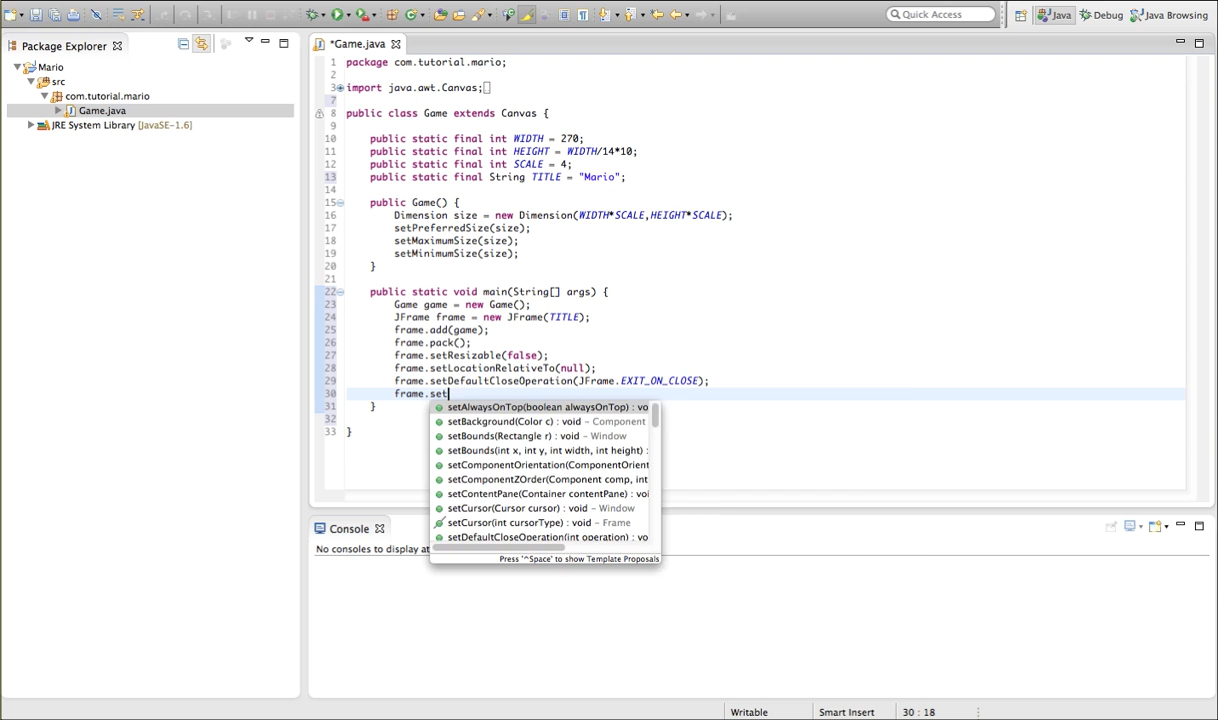 Quick Access
Java
Debug
Java Browsing
Package Explorer
*Game.java
Mario
src
com.tutorial.mario
Game.java
JRE System Library [JavaSE-1.6]
1 package com.tutorial.mario;
2
3 import java.awt.Canvas;
7
8 public class Game extends Canvas {
9
10 public static final int WIDTH = 270;
11 public static final int HEIGHT = WIDTH/14*10;
12 public static final int SCALE = 4;
13 public static final String TITLE = "Mario";
14
15 public Game() {
16 Dimension size = new Dimension(WIDTH*SCALE,HEIGHT*SCALE);
17 setPreferredSize(size);
18 setMaximumSize(size);
19 setMinimumSize(size);
20 }
21
22 public static void main(String[] args) {
23 Game game = new Game();
24 JFrame frame = new JFrame(TITLE);
25 frame.add(game);
26 frame.pack();
27 frame.setResizable(false);
28 frame.setLocationRelativeTo(null);
29 frame.setDefaultCloseOperation(JFrame.EXIT_ON_CLOSE);
30 frame.set
31 }
32
33 }
setAlwaysOnTop(boolean alwaysOnTop) : vo
setBackground(Color c) : void – Component
setBounds(Rectangle r) : void – Window
setBounds(int x, int y, int width, int height) :
setComponentOrientation(ComponentOrient
setComponentZOrder(Component comp, int
setContentPane(Container contentPane) : voi
setCursor(Cursor cursor) : void – Window
setCursor(int cursorType) : void – Frame
setDefaultCloseOperation(int operation) : vo
Press '^Space' to show Template Proposals
Console
No consoles to display at
Writable
Smart Insert
30 : 18